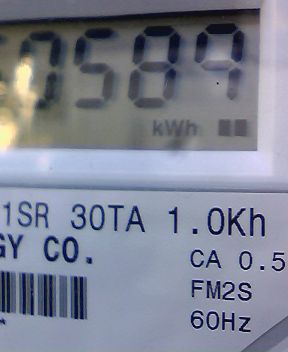 0589
kWh
1SR 30TA 1.0Kh
GY CO.
CA 0.5
FM2S
60Hz